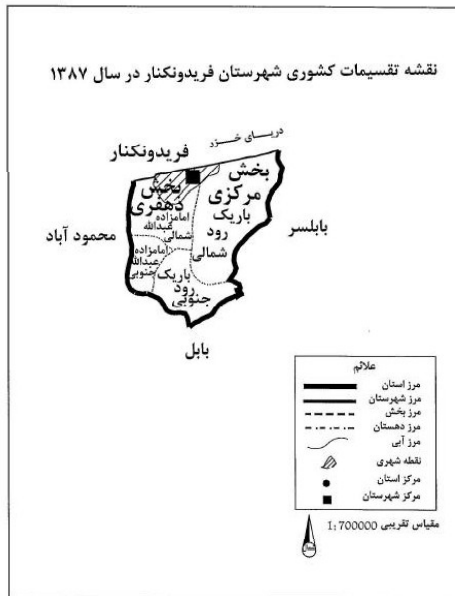 نقشه تقسیمات کشوری شهرستان فریدونکنار در سال ۱۳۸۷
دریای خزر
فریدونکنار
بخش
مرکزی
باریک
رود
شمالی
بخش
دهفری
امامزاده
عبدالله
شمالی
امامزاده
عبدالله
جنوبی
باریک
رود
جنوبی
محمود آباد
بابلسر
بابل
علائم
مرز استان
مرز شهرستان
مرز بخش
مرز دهستان
مرز آبی
نقطه شهری
مرکز استان
مرکز شهرستان
مقیاس تقریبی 1:700000
شمال